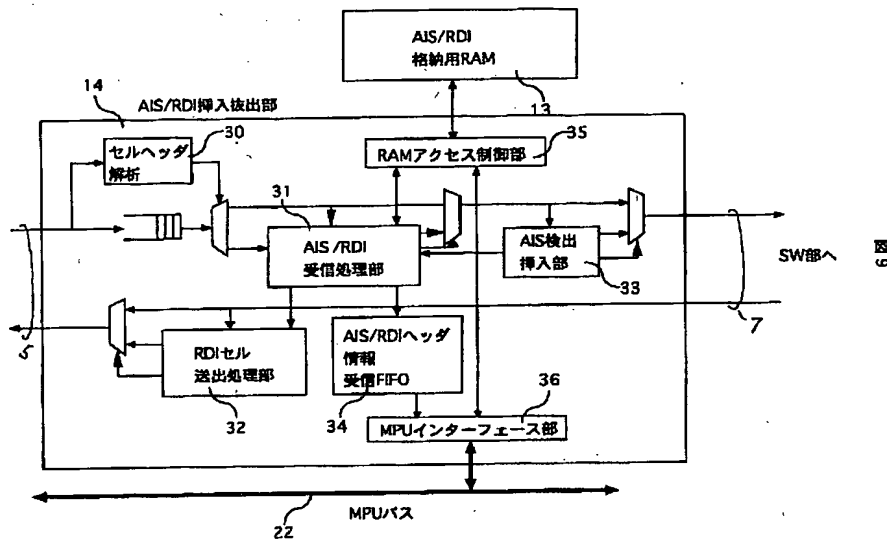 AIS/RDI
格納用RAM
13
14
AIS/RDI挿入抜出部
30
セルヘッダ
解析
35
RAMアクセス制御部
31
AIS/RDI
受信処理部
AIS検出
挿入部
33
SW部へ
図9
5
7
RDIセル
送出処理部
32
AIS/RDIヘッダ
情報
受信FIFO
34
36
MPUインターフェース部
MPUバス
22